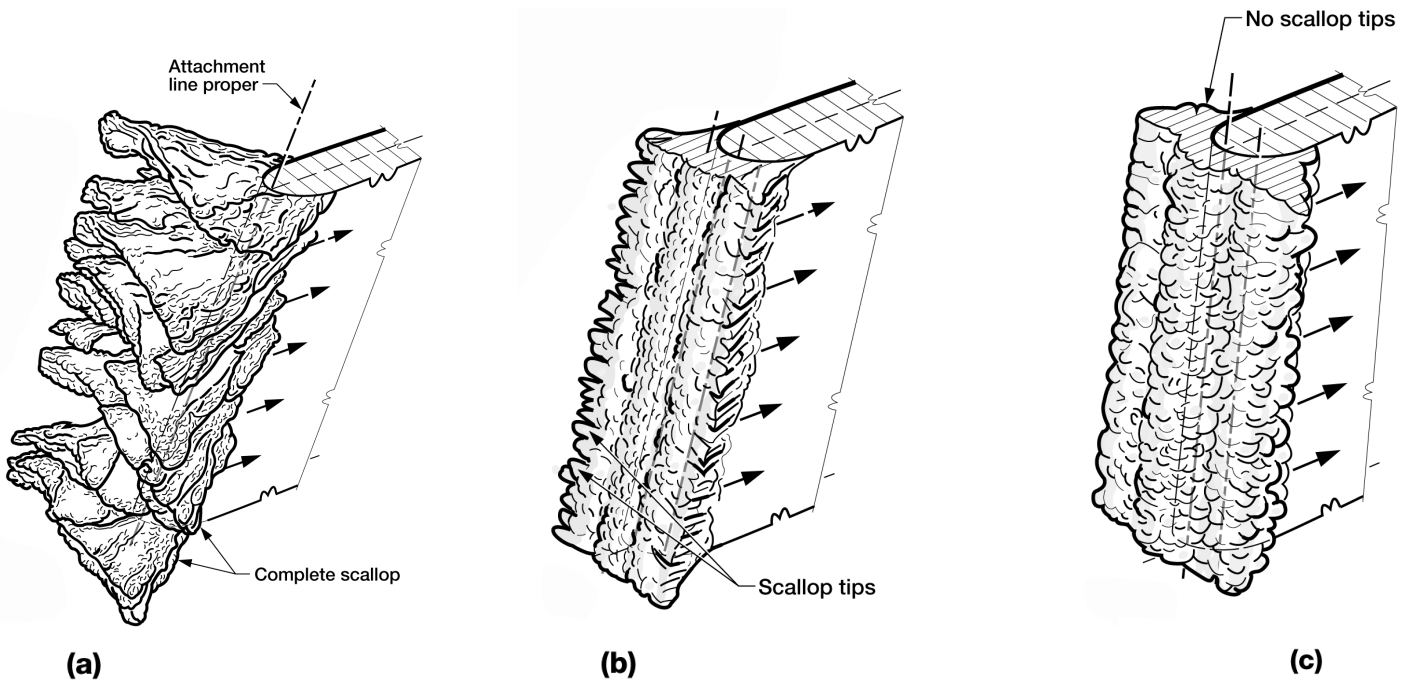 Attachment
line proper
Complete scallop
(a)
Scallop tips
(b)
No scallop tips
(c)